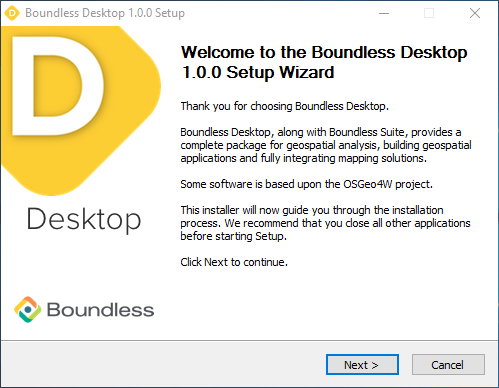 Boundless Desktop 1.0.0 Setup
D
Desktop
Boundless
Welcome to the Boundless Desktop
1.0.0 Setup Wizard
Thank you for choosing Boundless Desktop.
Boundless Desktop, along with Boundless Suite, provides a
complete package for geospatial analysis, building geospatial
applications and fully integrating mapping solutions.
Some software is based upon the OSGeo4W project.
This installer will now guide you through the installation
process. We recommend that you close all other applications
before starting Setup.
Click Next to continue.
Next >
Cancel